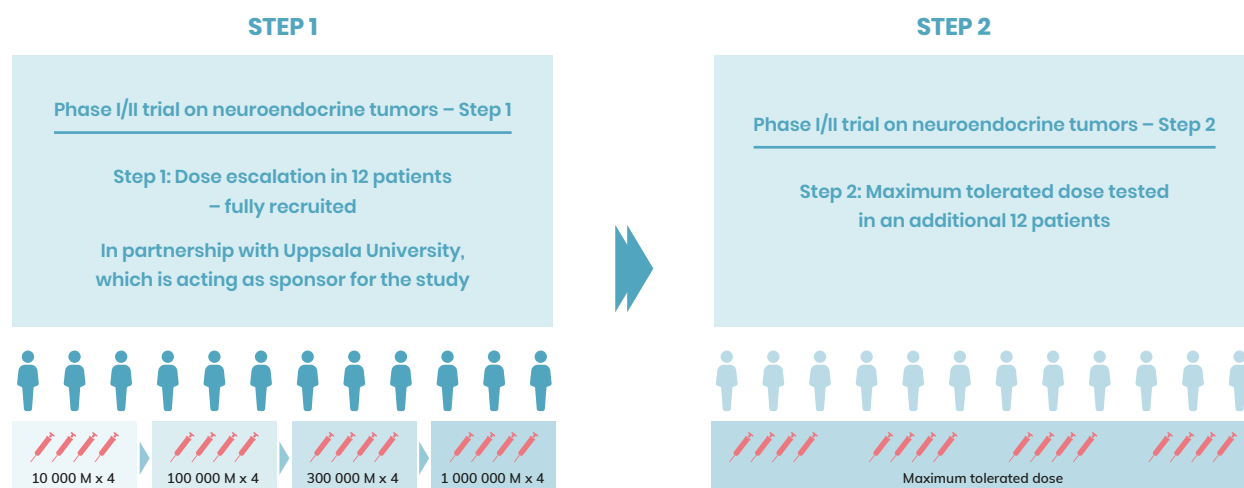 STEP 1
Phase I/II trial on neuroendocrine tumors – Step 1
Step 1: Dose escalation in 12 patients
– fully recruited
In partnership with Uppsala University,
which is acting as sponsor for the study
10 000 M x 4
100 000 M x 4
300 000 M x 4
1 000 000 M x 4
STEP 2
Phase I/II trial on neuroendocrine tumors – Step 2
Step 2: Maximum tolerated dose tested
in an additional 12 patients
Maximum tolerated dose